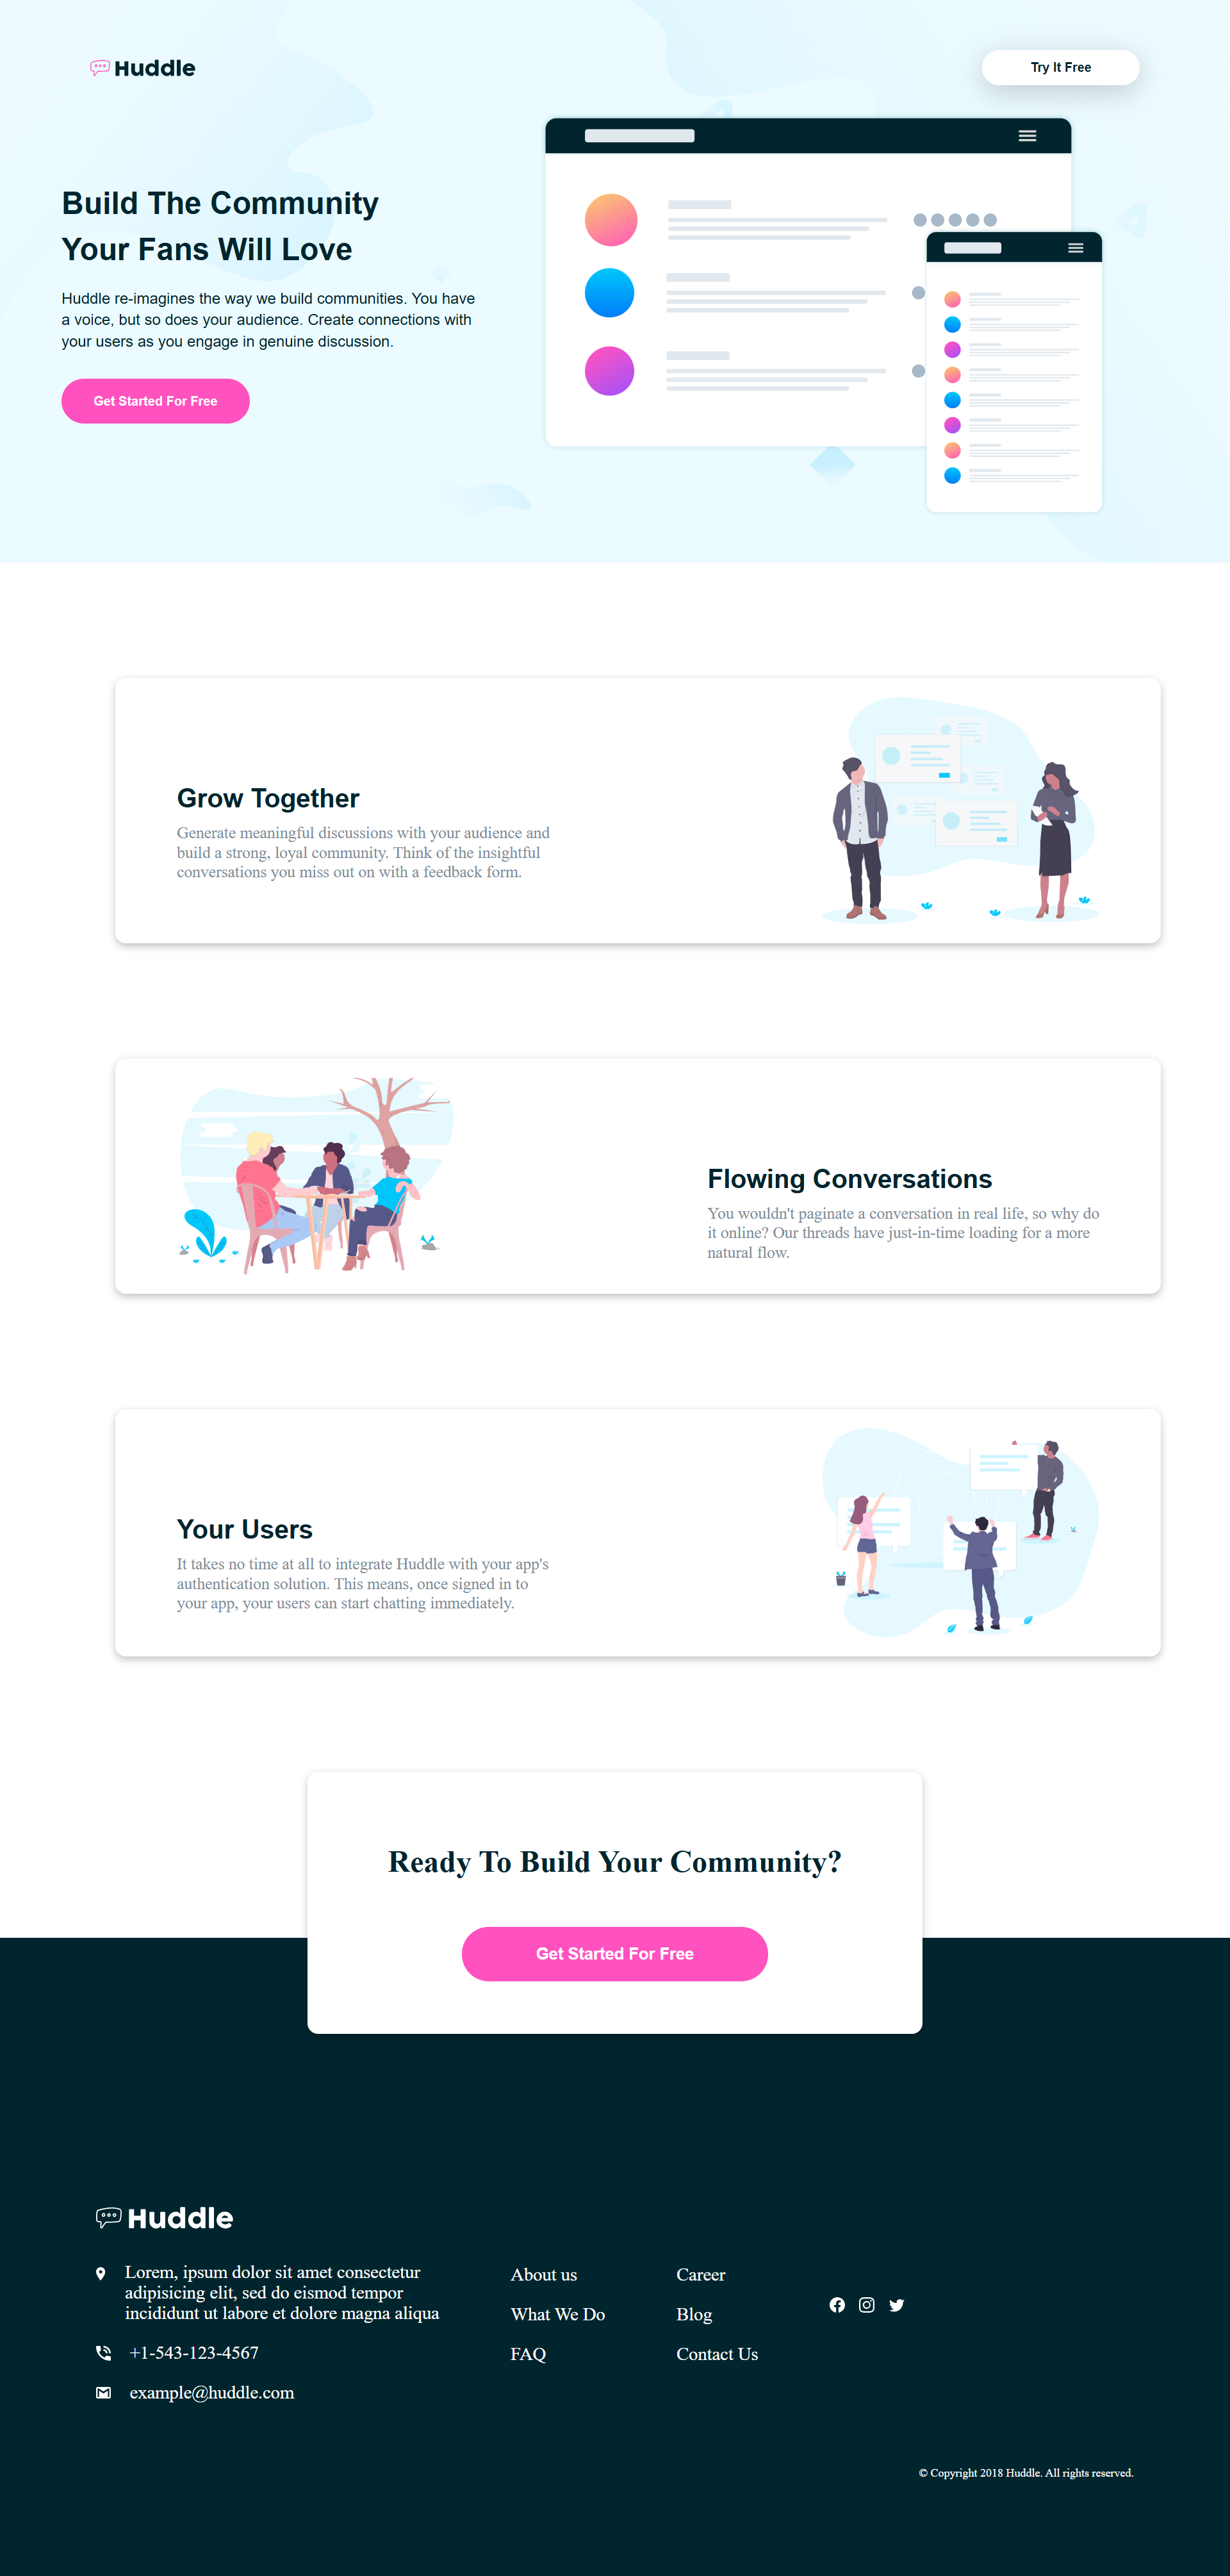 Huddle
Try It Free
Build The Community
Your Fans Will Love
Huddle re-imagines the way we build communities. You have
a voice, but so does your audience. Create connections with
your users as you engage in genuine discussion.
Get Started For Free
Grow Together
Generate meaningful discussions with your audience and
build a strong, loyal community. Think of the insightful
conversations you miss out on with a feedback form.
Flowing Conversations
You wouldn't paginate a conversation in real life, so why do
it online? Our threads have just-in-time loading for a more
natural flow.
Your Users
It takes no time at all to integrate Huddle with your app's
authentication solution. This means, once signed in to
your app, your users can start chatting immediately.
Ready To Build Your Community?
Get Started For Free
Huddle
Lorem, ipsum dolor sit amet consectetur
adipisicing elit, sed do eismod tempor
incididunt ut labore et dolore magna aliqua
+1-543-123-4567
example@huddle.com
About us
What We Do
FAQ
Career
Blog
Contact Us
© Copyright 2018 Huddle. All rights reserved.